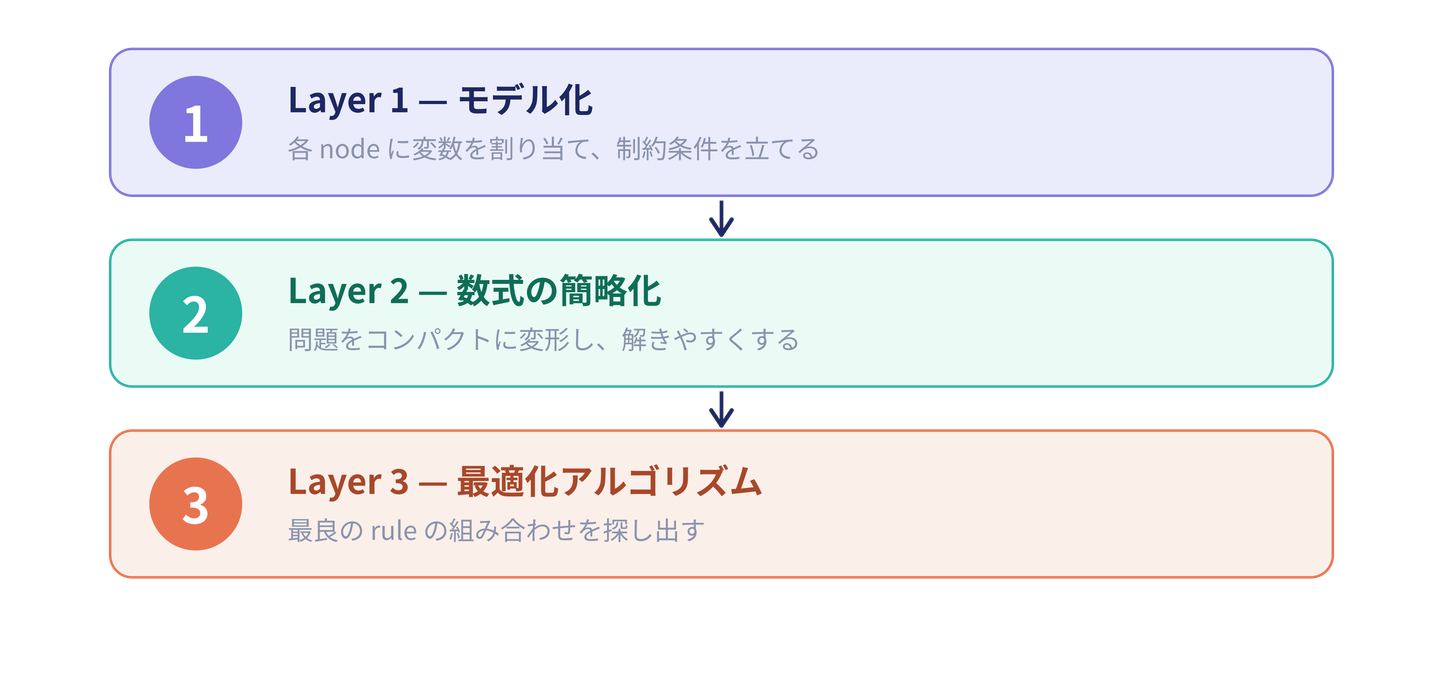 1
Layer 1 — モデル化
各 node に変数を割り当て、制約条件を立てる
2
Layer 2 — 数式の簡略化
問題をコンパクトに変形し、解きやすくする
3
Layer 3 — 最適化アルゴリズム
最良の rule の組み合わせを探し出す